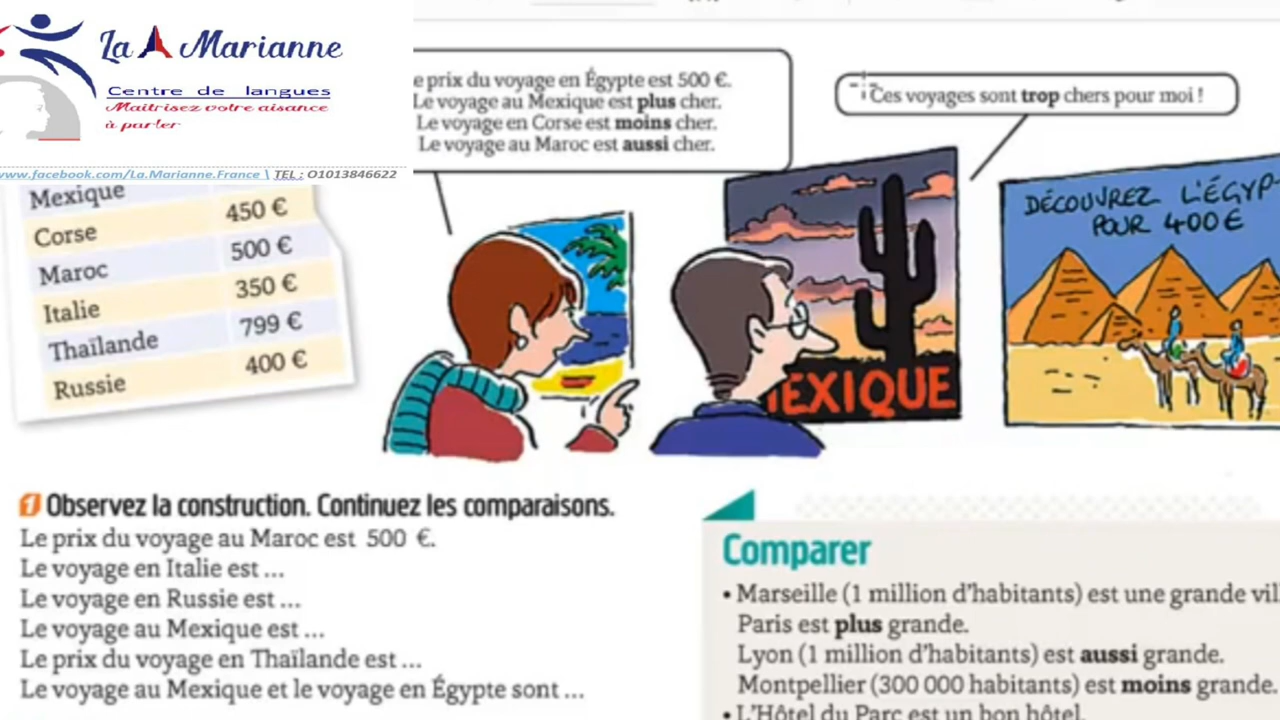 La Marianne
Centre de langues
Maîtrisez votre aisance
à parler
www.facebook.com/La.Marianne.France \ TEL : O1013846622
e prix du voyage en Égypte est 500 €.
Le voyage au Mexique est plus cher.
Le voyage en Corse est moins cher.
Le voyage au Maroc est aussi cher.
Ces voyages sont trop chers pour moi !
Mexique
Corse 450 €
Maroc 500 €
Italie 350 €
Thaïlande 799 €
Russie 400 €
MEXIQUE
DÉCOUVREZ L'ÉGYP
POUR 400 €
1 Observez la construction. Continuez les comparaisons.
Le prix du voyage au Maroc est 500 €.
Le voyage en Italie est ...
Le voyage en Russie est ...
Le voyage au Mexique est ...
Le prix du voyage en Thaïlande est ...
Le voyage au Mexique et le voyage en Égypte sont ...
Comparer
• Marseille (1 million d'habitants) est une grande vil
Paris est plus grande.
Lyon (1 million d'habitants) est aussi grande.
Montpellier (300 000 habitants) est moins grande.
• L'Hôtel du Parc est un bon hôtel.